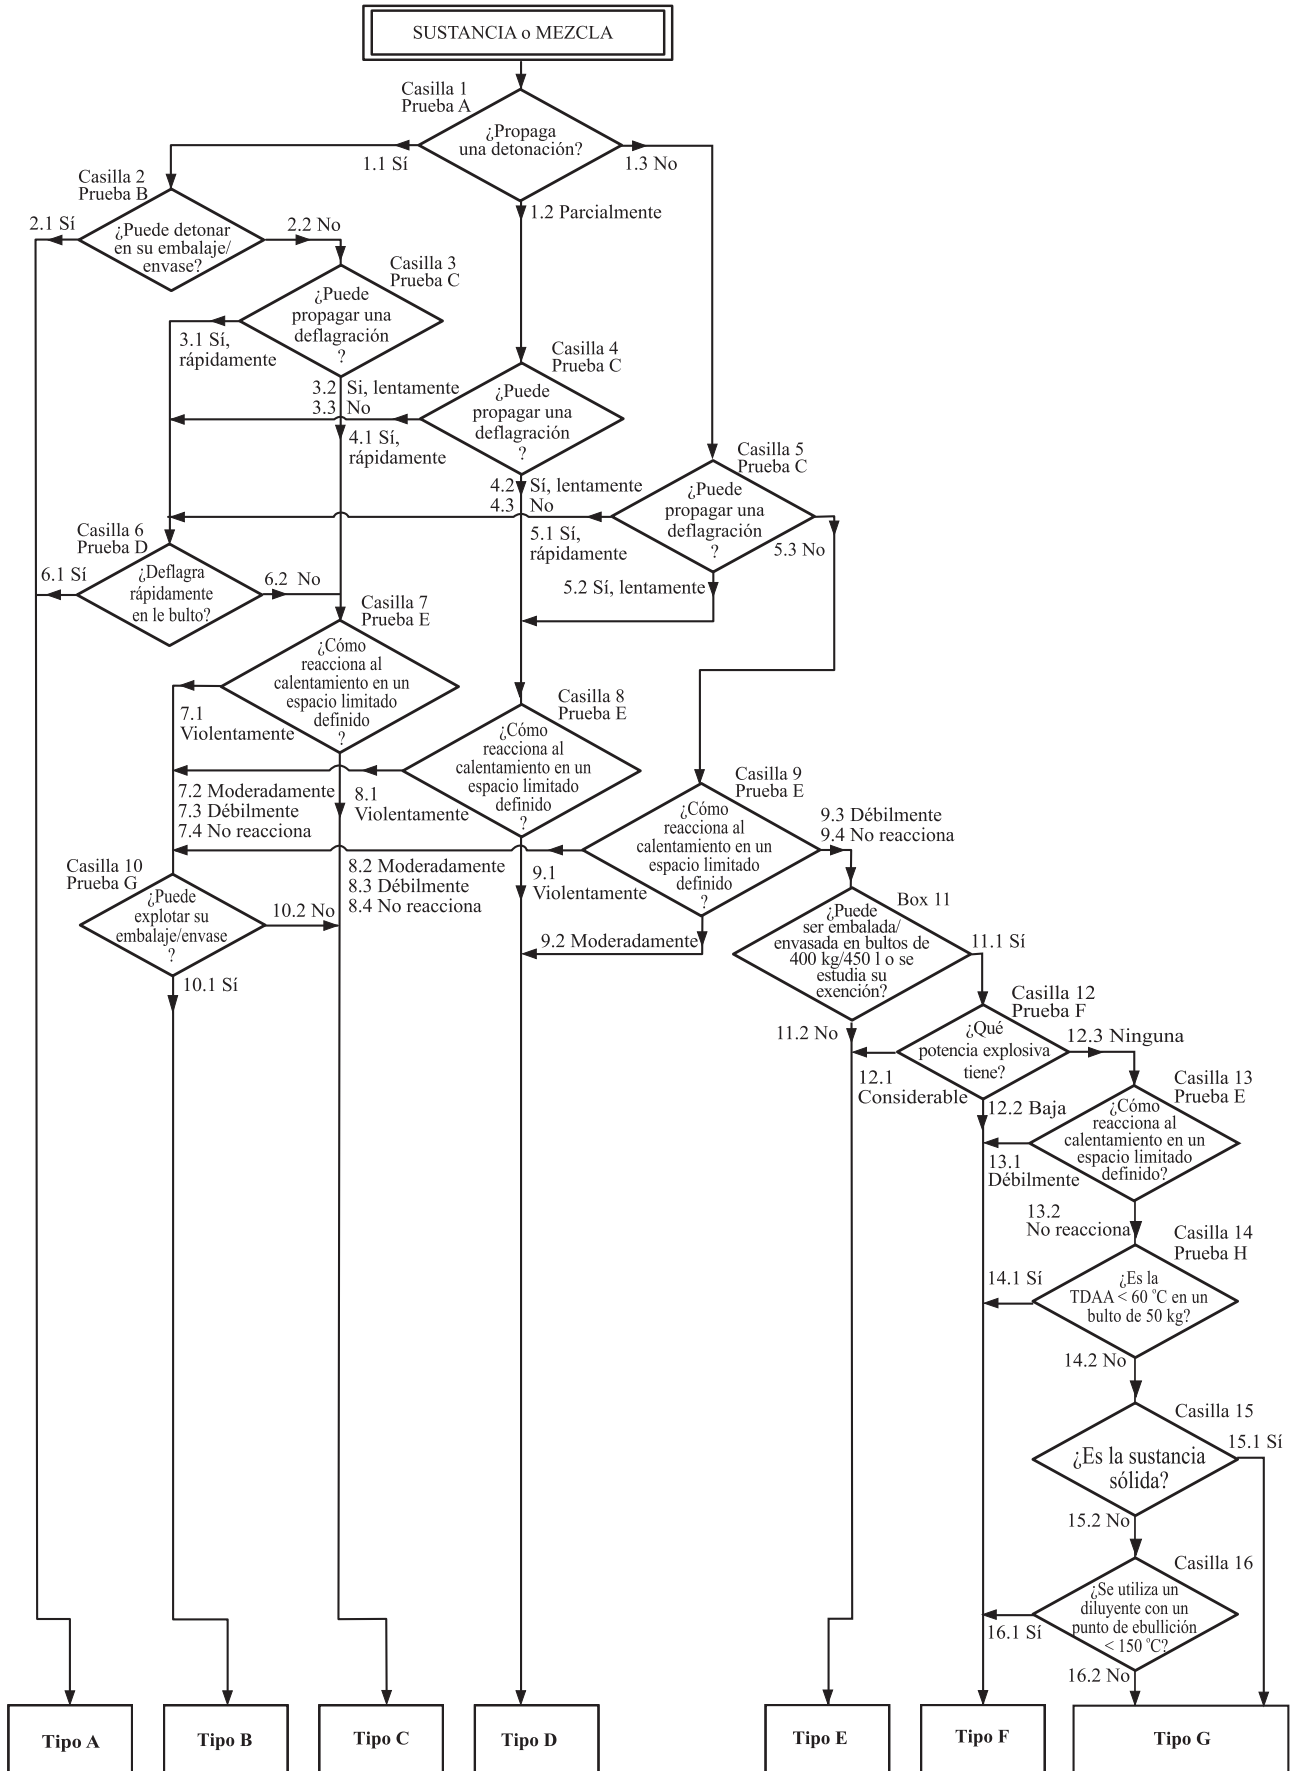 SUSTANCIA o MEZCLA
Casilla 1
Prueba A
¿Propaga
una detonación?
1.1 Sí
1.3 No
1.2 Parcialmente
Casilla 2
Prueba B
2.1 Sí
¿Puede detonar
en su embalaje/
envase?
2.2 No
Casilla 3
Prueba C
¿Puede
propagar una
deflagración
?
3.1 Sí,
rápidamente
3.2 Si, lentamente
3.3 No
Casilla 4
Prueba C
¿Puede
propagar una
deflagración
?
4.1 Sí,
rápidamente
4.2 Sí, lentamente
4.3 No
Casilla 5
Prueba C
¿Puede
propagar una
deflagración
?
5.1 Sí,
rápidamente
5.3 No
5.2 Sí, lentamente
Casilla 6
Prueba D
6.1 Sí
¿Deflagra
rápidamente
en le bulto?
6.2 No
Casilla 7
Prueba E
¿Cómo
reacciona al
calentamiento en un
espacio limitado
definido
?
7.1
Violentamente
7.2 Moderadamente
7.3 Débilmente
7.4 No reacciona
Casilla 8
Prueba E
¿Cómo
reacciona al
calentamiento en un
espacio limitado
definido
?
8.1
Violentamente
8.2 Moderadamente
8.3 Débilmente
8.4 No reacciona
Casilla 9
Prueba E
¿Cómo
reacciona al
calentamiento en un
espacio limitado
definido
?
9.3 Débilmente
9.4 No reacciona
9.1
Violentamente
9.2 Moderadamente
Casilla 10
Prueba G
¿Puede
explotar su
embalaje/envase
?
10.2 No
10.1 Sí
Box 11
¿Puede
ser embalada/
envasada en bultos de
400 kg/450 l o se
estudia su
exención?
11.1 Sí
11.2 No
Casilla 12
Prueba F
¿Qué
potencia explosiva
tiene?
12.3 Ninguna
12.1
Considerable
12.2 Baja
Casilla 13
Prueba E
¿Cómo
reacciona al
calentamiento en un
espacio limitado
definido?
13.1
Débilmente
13.2
No reacciona
Casilla 14
Prueba H
14.1 Sí
¿Es la
TDAA < 60 °C en un
bulto de 50 kg?
14.2 No
Casilla 15
15.1 Sí
¿Es la sustancia
sólida?
15.2 No
Casilla 16
¿Se utiliza un
diluyente con un
punto de ebullición
< 150 °C?
16.1 Sí
16.2 No
Tipo A
Tipo B
Tipo C
Tipo D
Tipo E
Tipo F
Tipo G